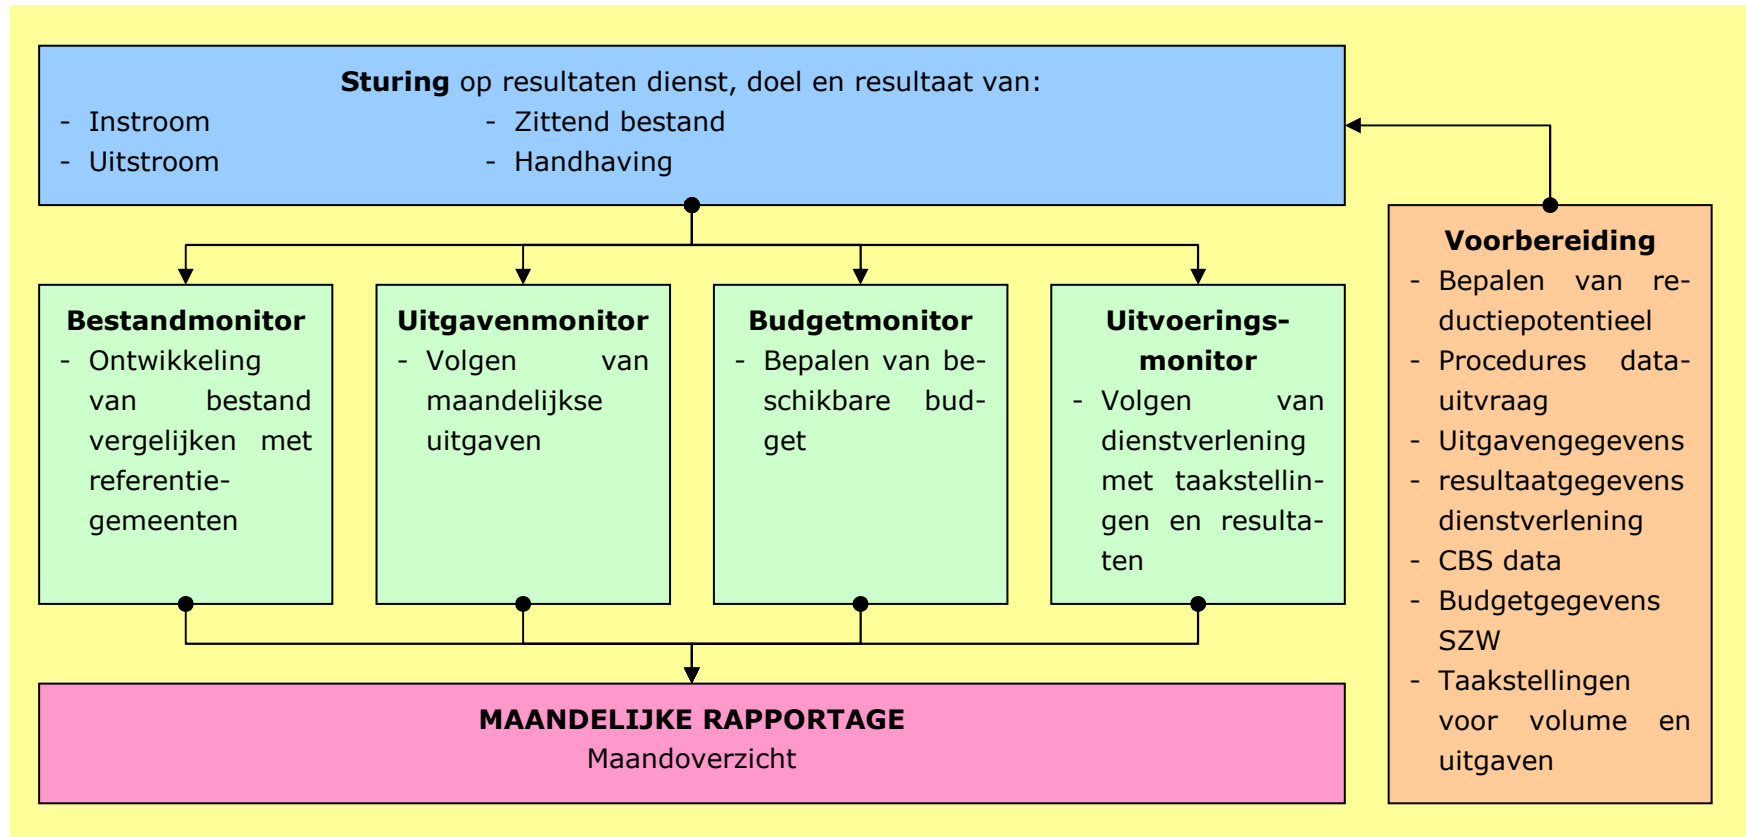 Sturing op resultaten dienst, doel en resultaat van:
- Instroom
- Uitstroom
- Zittend bestand
- Handhaving
Bestandmonitor
- Ontwikkeling
van bestand
vergelijken met
referentie-
gemeenten
Uitgavenmonitor
- Volgen van
maandelijkse
uitgaven
Budgetmonitor
- Bepalen van be-
schikbare bud-
get
Uitvoerings-
monitor
- Volgen van
dienstverlening
met taakstellin-
gen en resulta-
ten
MAANDELIJKE RAPPORTAGE
Maandoverzicht
Voorbereiding
- Bepalen van re-
ductiepotentieel
- Procedures data-
uitvraag
- Uitgavengegevens
- resultaatgegevens
dienstverlening
- CBS data
- Budgetgegevens
SZW
- Taakstellingen
voor volume en
uitgaven